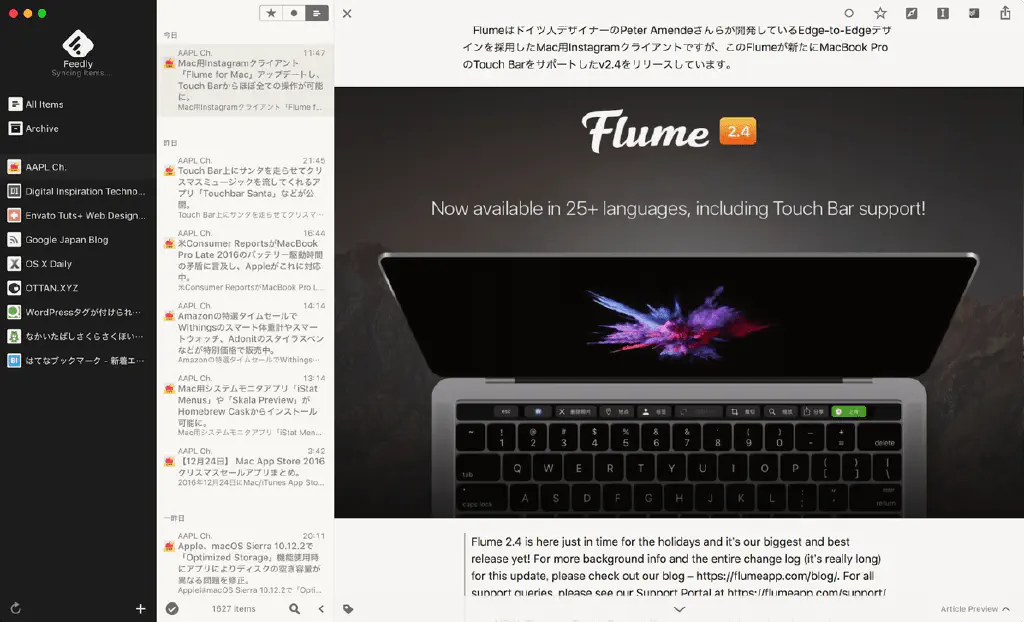 Feedly
Syncing Items...
All Items
Archive
AAPL Ch.
Digital Inspiration Techno...
Envato Tuts+ Web Design...
Google Japan Blog
OS X Daily
OTTAN.XYZ
WordPressタグが付けられ…
なかいたばしさくらさくほい…
はてなブックマーク - 新着エ…
今日
AAPL Ch. 11:47
Mac用Instagramクライアント
「Flume for Mac」アップデートし、
Touch Barからほぼ全ての操作が可能
に。
Mac用Instagramクライアント「Flume f...
昨日
AAPL Ch. 21:45
Touch Bar上にサンタを走らせてクリ
スマスミュージックを流してくれるア
プリ「Touchbar Santa」などが公
開。
Touch Bar上にサンタを走らせてクリスマ…
AAPL Ch. 16:44
米Consumer ReportsがMacBook
Pro Late 2016のバッテリー駆動時間
の矛盾に言及し、Appleがこれに対応
中。
米Consumer ReportsがMacBook Pro L...
AAPL Ch. 14:14
Amazonの特選タイムセールで
Withingsのスマート体重計やスマー
トウォッチ、Adonitのスタイラスペン
などが特別価格で販売中。
Amazonの特選タイムセールでWithings…
AAPL Ch. 13:14
Mac用システムモニタアプリ「iStat
Menus」や「Skala Preview」が
Homebrew Caskからインストール
可能に。
Mac用システムモニタアプリ「iStat Men...
AAPL Ch. 3:42
【12月24日】 Mac App Store 2016
クリスマスセールアプリまとめ。
2016年12月24日にMac/iTunes App Sto...
一昨日
AAPL Ch. 20:11
Apple、macOS Sierra 10.12.2で
「Optimized Storage」機能使用時
にアプリによりディスクの空き容量が
異なる問題を修正。
AppleはmacOS Sierra 10.12.2で「Opti...
1627 items
Flumeはドイツ人デザイナーのPeter Amendeさんらが開発しているEdge-to-Edgeデザ
インを採用したMac用Instagramクライアントですが、このFlumeが新たにMacBook Pro
のTouch Barをサポートしたv2.4をリリースしています。
Flume 2.4
Now available in 25+ languages, including Touch Bar support!
~ ! @ # $ % & & ( ) delete
1 2 3 4 5 6 7 8 9 0 - =
tab Q W E R T Y U I O P
caps lock A S D F G H J K L return
Flume 2.4 is here just in time for the holidays and it's our biggest and best
release yet! For more background info and the entire change log (it's really long)
for this update, please check out our blog – https://flumeapp.com/blog/. For all
support queries, please see our Support Portal at https://flumeapp.com/support/
Article Preview